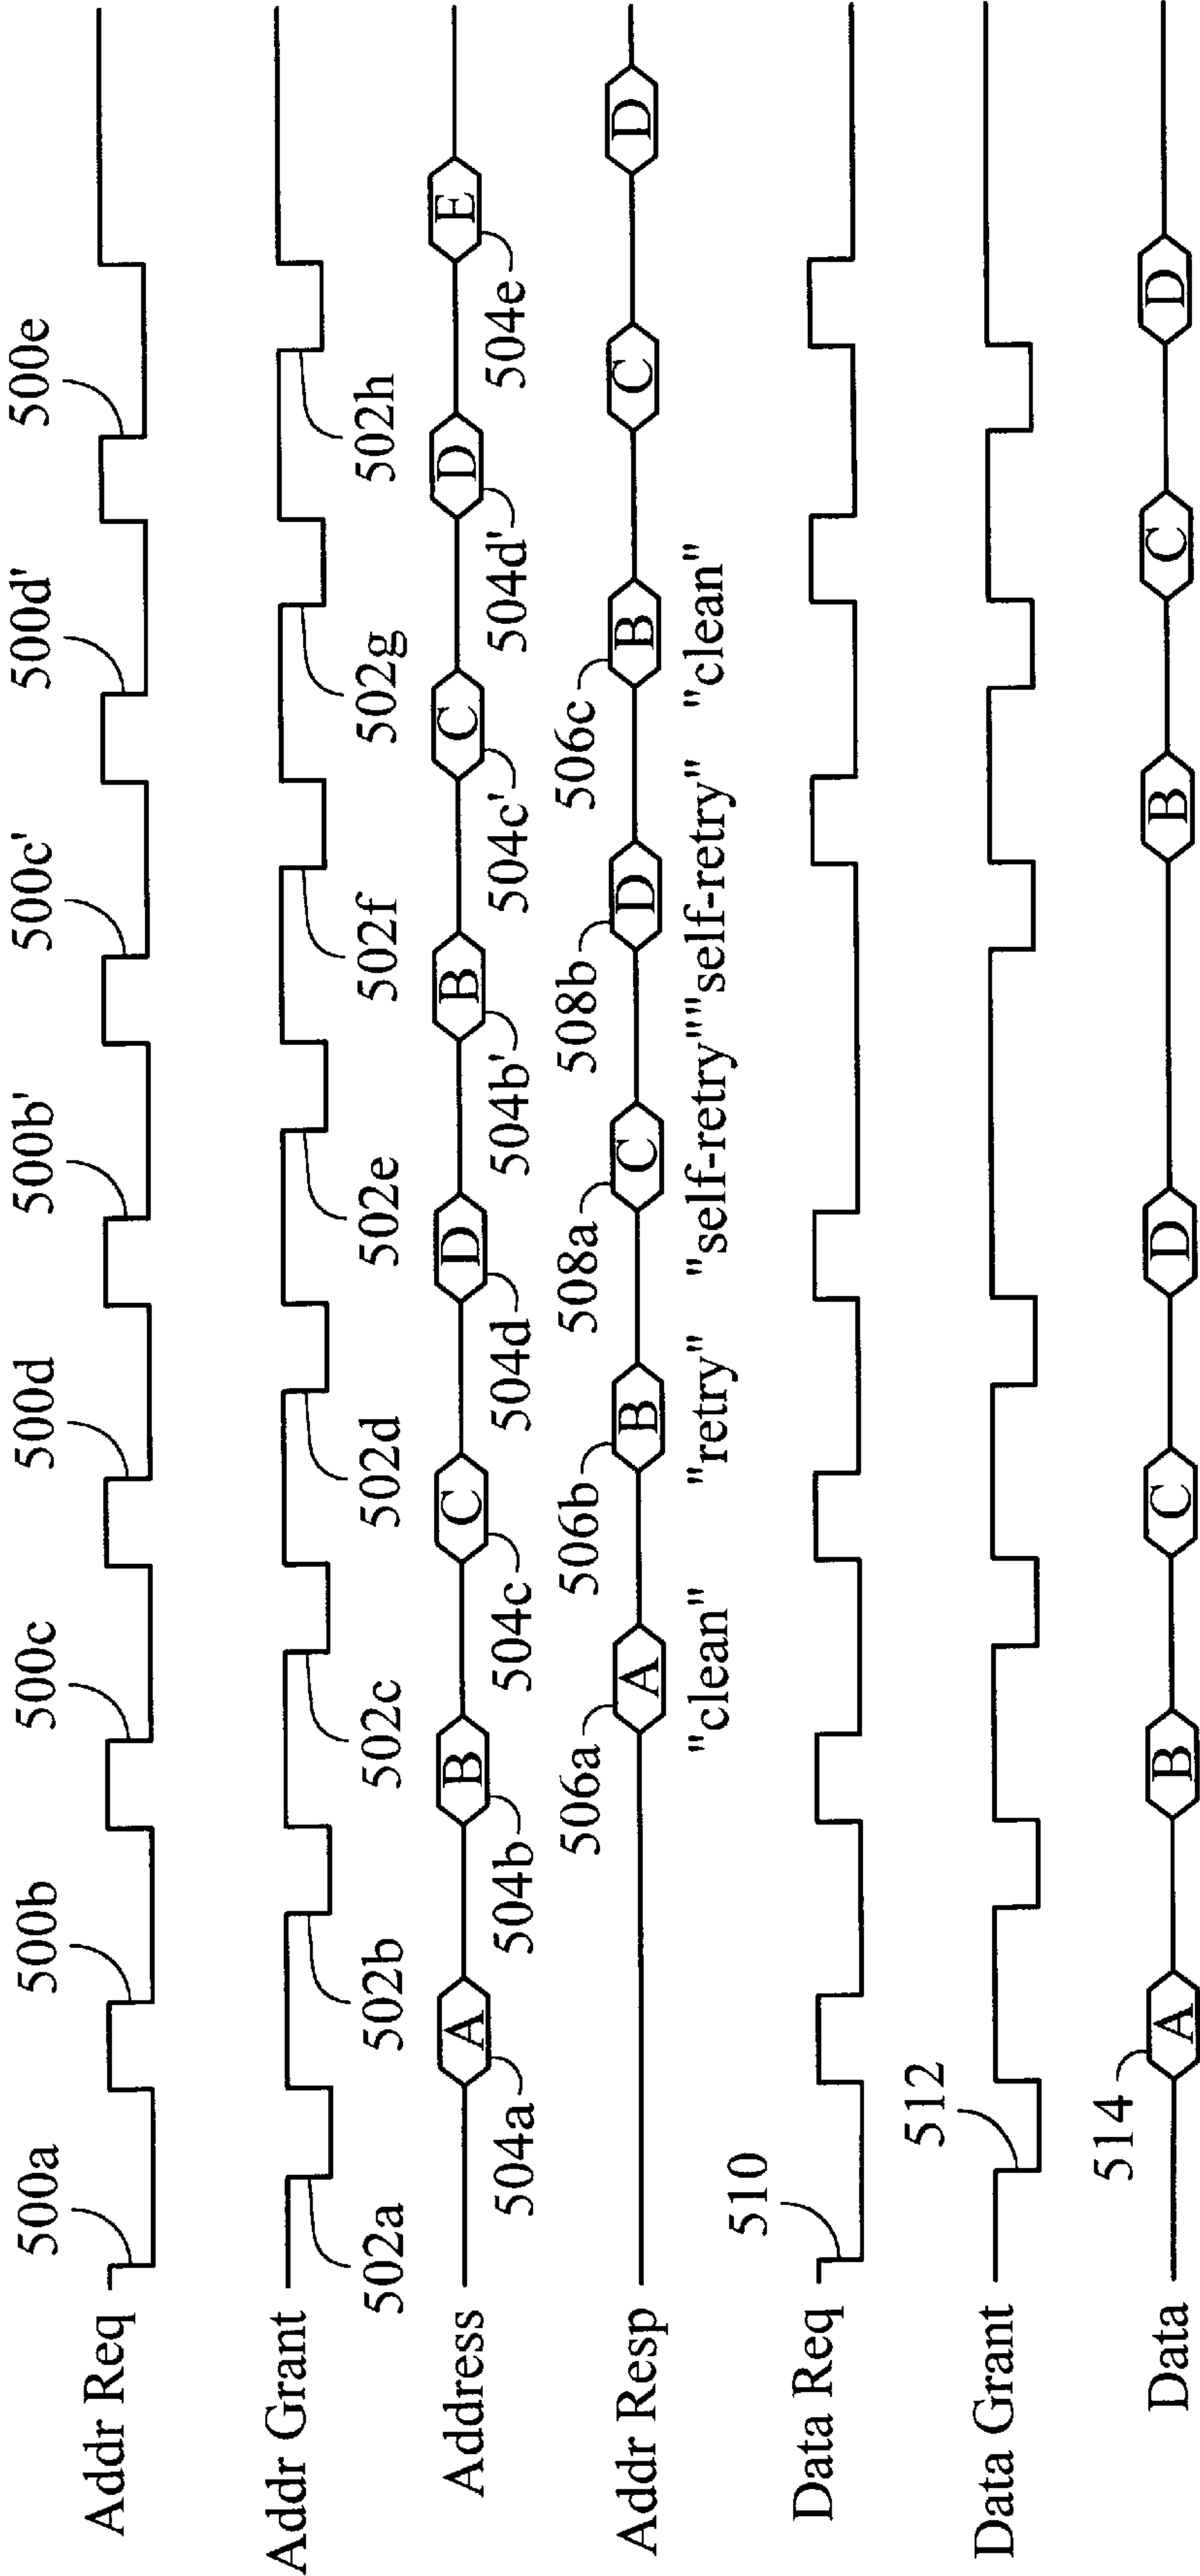 500a 500b 500c 500d 500b' 500c' 500d' 500e
Addr Req
Addr Grant
502a 502b 502c 502d 502e 502f 502g 502h
Address A B C D B C D E
504a 504b 504c 504d 504b' 504c' 504d' 504e
506a 506b 508a 508b 506c
Addr Resp A B C D B C D
"clean" "retry" "self-retry" "self-retry" "clean"
510
Data Req
512
Data Grant
514
Data A B C D B C D